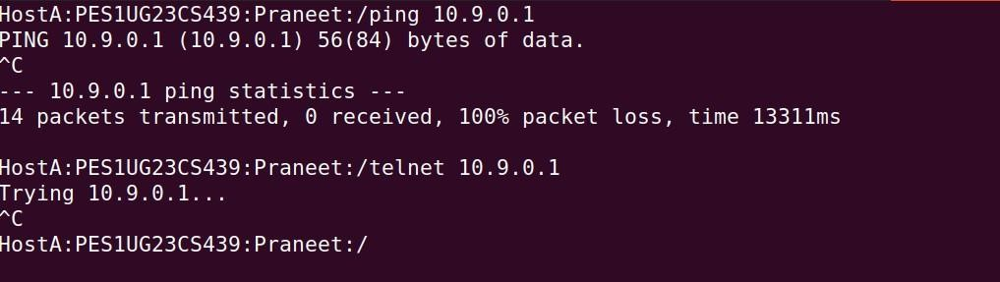 HostA:PES1UG23CS439:Praneet:/ping 10.9.0.1
PING 10.9.0.1 (10.9.0.1) 56(84) bytes of data.
^C
--- 10.9.0.1 ping statistics ---
14 packets transmitted, 0 received, 100% packet loss, time 13311ms
HostA:PES1UG23CS439:Praneet:/telnet 10.9.0.1
Trying 10.9.0.1...
^C
HostA:PES1UG23CS439:Praneet:/